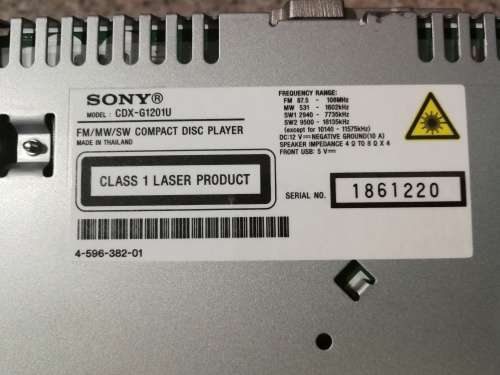 SONY®
MODEL : CDX-G1201U
FM/MW/SW COMPACT DISC PLAYER
MADE IN THAILAND
CLASS 1 LASER PRODUCT
4-596-382-01
FREQUENCY RANGE:
FM 87.5 - 108MHz
MW 531 - 1602kHz
SW1 2940 - 7735kHz
SW2 9500 - 18135kHz
(except for 10140 - 11575kHz)
DC:12 V NEGATIVE GROUND(10 A)
SPEAKER IMPEDANCE 4 Ω TO 8 Ω X 4
FRONT USB: 5 V
SERIAL NO. 1861220